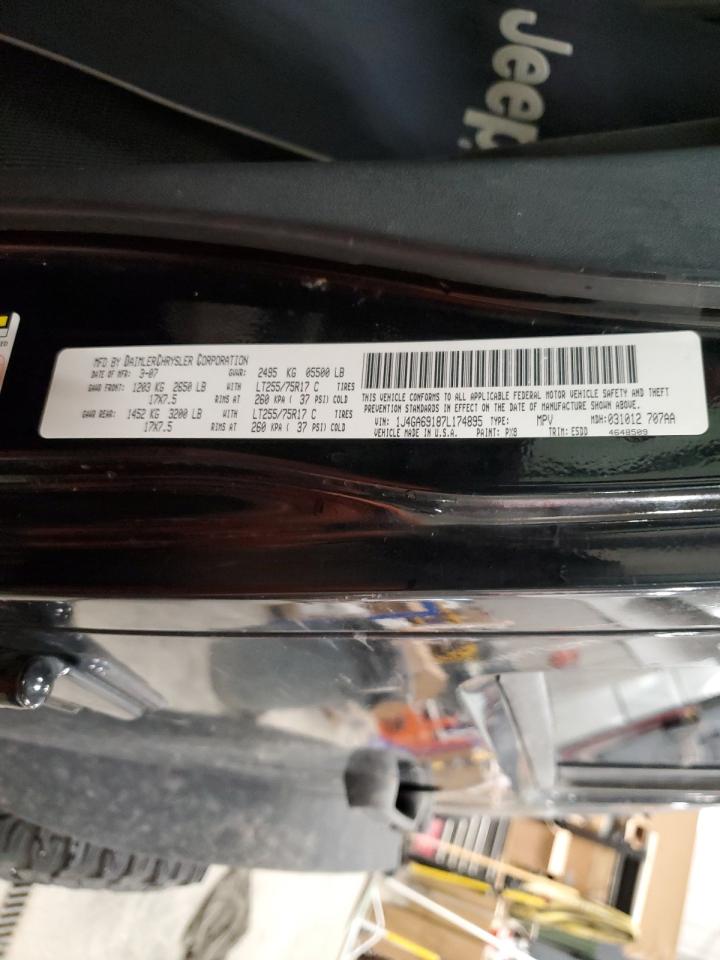 Jeep
MFD BY DAIMLERCHRYSLER CORPORATION
DATE OF MFR: 3-07 GVWR: 2495 KG 05500 LB
GAWR FRONT: 1203 KG 2650 LB WITH LT255/75R17 C TIRES
17X7.5 RIMS AT 260 KPA ( 37 PSI) COLD
GAWR REAR: 1452 KG 3200 LB WITH LT255/75R17 C TIRES
17X7.5 RIMS AT 260 KPA ( 37 PSI) COLD
THIS VEHICLE CONFORMS TO ALL APPLICABLE FEDERAL MOTOR VEHICLE SAFETY AND THEFT
PREVENTION STANDARDS IN EFFECT ON THE DATE OF MANUFACTURE SHOWN ABOVE.
VIN: 1J4GA69187L174895 TYPE: MPV MDH: 031012 707AA
VEHICLE MADE IN U.S.A. PAINT: PX8 TRIM: E5DD 4648509